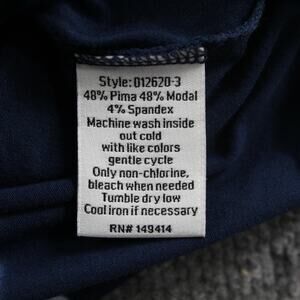 Style: 012620-3
48% Pima 48% Modal
4% Spandex
Machine wash inside
out cold
with like colors
gentle cycle
Only non-chlorine,
bleach when needed
Tumble dry low
Cool iron if necessary
RN# 149414